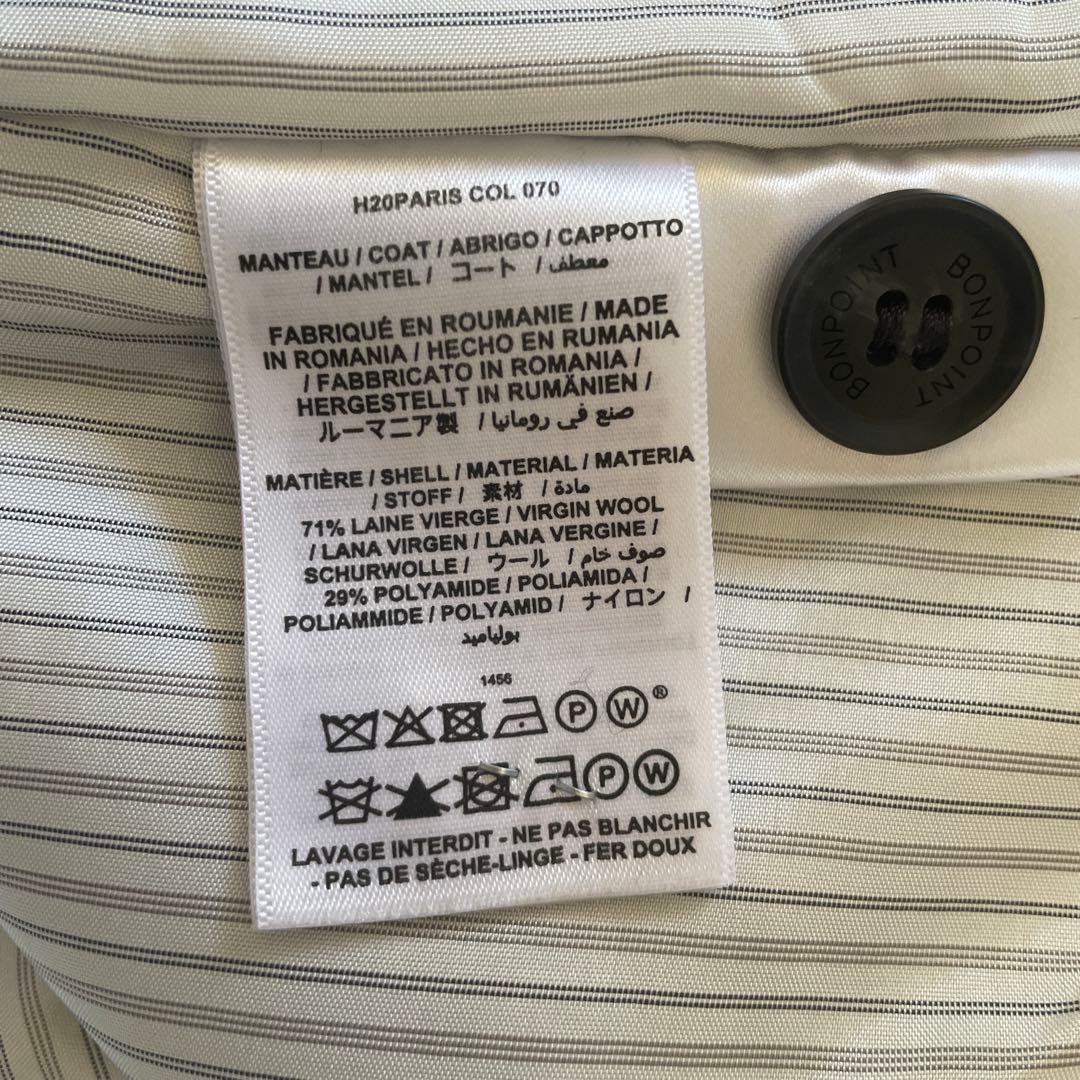 H20PARIS COL 070
MANTEAU / COAT / ABRIGO / CAPPOTTO
/ MANTEL / コート / معطف
FABRIQUÉ EN ROUMANIE / MADE
IN ROMANIA / HECHO EN RUMANIA
/ FABBRICATO IN ROMANIA /
HERGESTELLT IN RUMÄNIEN /
ルーマニア製 / صنع في رومانيا
MATIÈRE / SHELL / MATERIAL / MATERIA
/ STOFF / 素材 / مادة
71% LAINE VIERGE / VIRGIN WOOL
/ LANA VIRGEN / LANA VERGINE /
SCHURWOLLE / ウール / صوف خام
29% POLYAMIDE / POLIAMIDA /
POLIAMMIDE / POLYAMID / ナイロン /
بولياميد
1456
P W ®
P W
LAVAGE INTERDIT - NE PAS BLANCHIR
- PAS DE SÈCHE-LINGE - FER DOUX
BONPOINT
BONPOINT